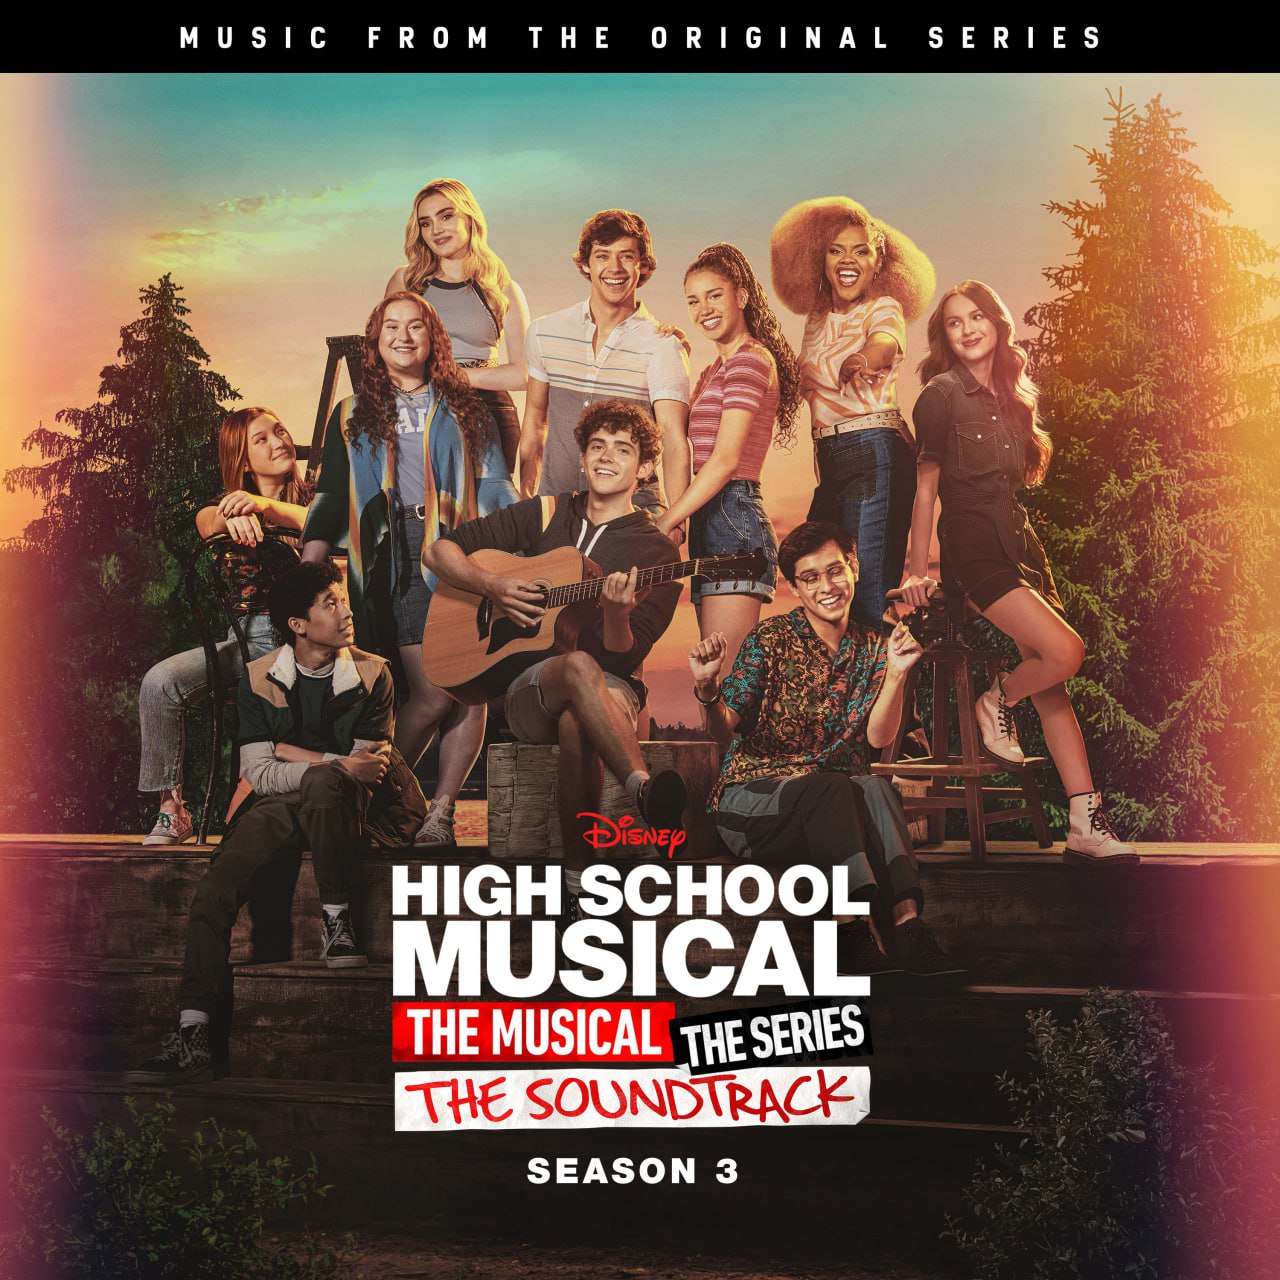 MUSIC FROM THE ORIGINAL SERIES
Disney
HIGH SCHOOL
MUSICAL
THE MUSICAL THE SERIES
THE SOUNDTRACK
SEASON 3